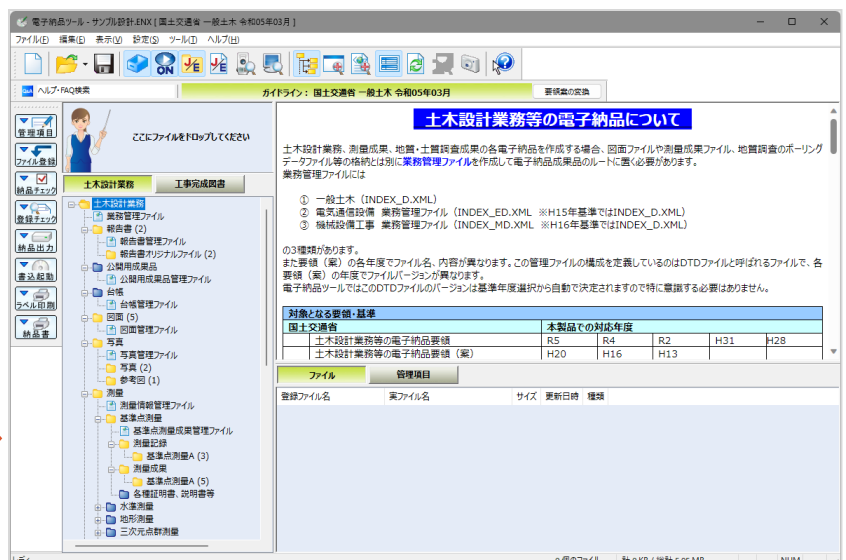 電子納品ツール - サンプル設計.ENX [ 国土交通省 一般土木 令和05年03月 ]
ファイル(F) 編集(E) 表示(V) 設定(S) ツール(T) ヘルプ(H)
ON
ヘルプ・FAQ検索
ガイドライン： 国土交通省 一般土木 令和05年03月
要領案の変換
管理項目
ファイル登録
納品チェック
登録チェック
納品出力
書込起動
ラベル印刷
納品書
ここにファイルをドロップしてください
土木設計業務 工事完成図書
土木設計業務
業務管理ファイル
報告書 (2)
報告書管理ファイル
報告書オリジナルファイル (2)
公開用成果品
公開用成果品管理ファイル
台帳
台帳管理ファイル
図面 (5)
図面管理ファイル
写真
写真管理ファイル
写真 (2)
参考図 (1)
測量
測量情報管理ファイル
基準点測量
基準点測量成果管理ファイル
測量記録
基準点測量A (3)
測量成果
基準点測量A (5)
各種証明書、説明書等
水準測量
地形測量
三次元点群測量
土木設計業務等の電子納品について
土木設計業務、測量成果、地質・土質調査成果の各電子納品を作成する場合、図面ファイルや測量成果ファイル、地質調査のボーリング
データファイル等の格納とは別に業務管理ファイルを作成して電子納品成果品のルートに置く必要があります。
業務管理ファイルには
① 一般土木（INDEX_D.XML）
② 電気通信設備 業務管理ファイル（INDEX_ED.XML ※H15年基準ではINDEX_D.XML）
③ 機械設備工事 業務管理ファイル（INDEX_MD.XML ※H16年基準ではINDEX_D.XML）
の3種類があります。
また要領（案）の各年度でファイル名、内容が異なります。この管理ファイルの構成を定義しているのはDTDファイルと呼ばれるファイルで、各
要領（案）の年度でファイルバージョンが異なります。
電子納品ツールではこのDTDファイルのバージョンは基準年度選択から自動で決定されますので特に意識する必要はありません。
対象となる要領・基準
国土交通省 本製品での対応年度
土木設計業務等の電子納品要領 R5 R4 R2 H31 H28
土木設計業務等の電子納品要領（案） H20 H16 H13
ファイル 管理項目
登録ファイル名 実ファイル名 サイズ 更新日時 種類
NUM